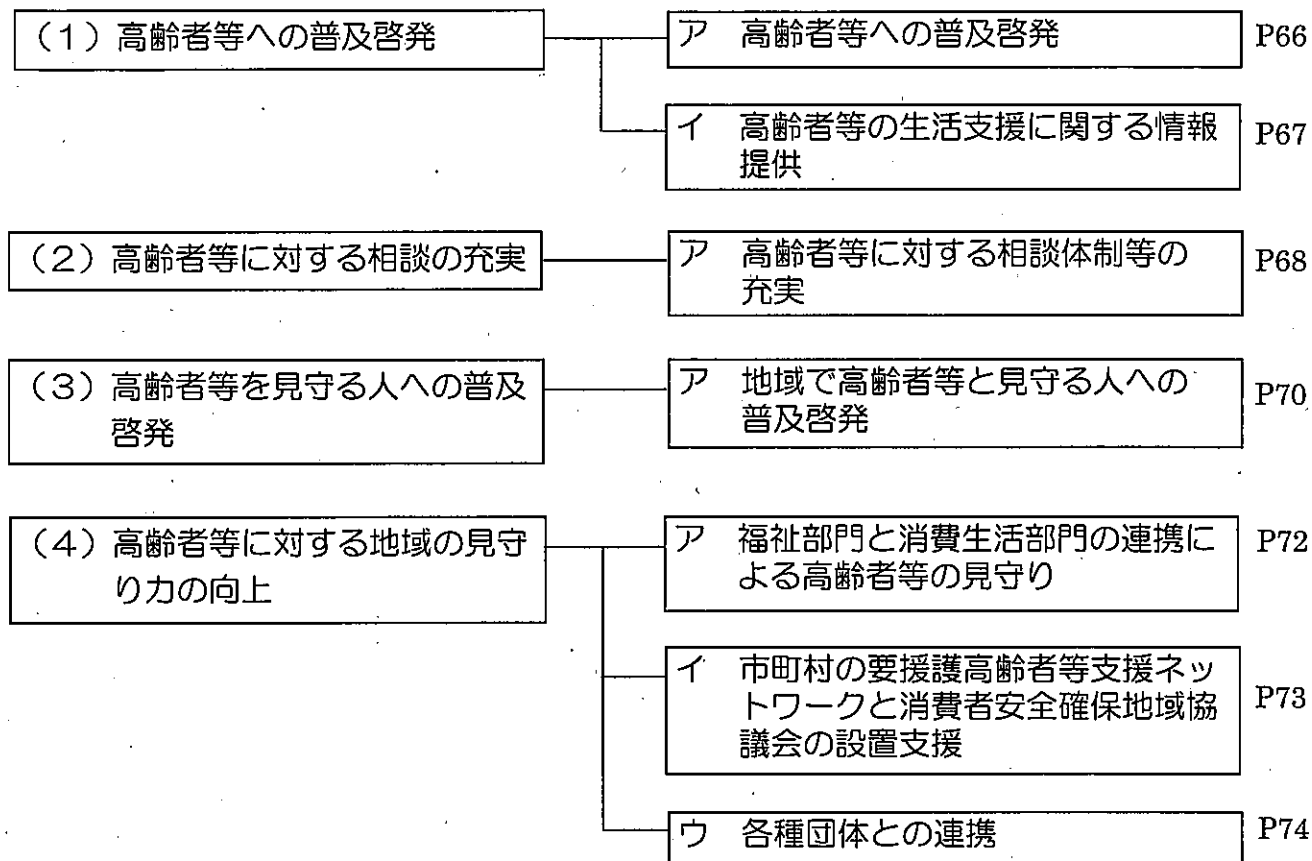 （1）高齢者等への普及啓発
ア 高齢者等への普及啓発 P66
イ 高齢者等の生活支援に関する情報
提供 P67
（2）高齢者等に対する相談の充実
ア 高齢者等に対する相談体制等の
充実 P68
（3）高齢者等を見守る人への普及
啓発
ア 地域で高齢者等と見守る人への
普及啓発 P70
（4）高齢者等に対する地域の見守
り力の向上
ア 福祉部門と消費生活部門の連携に
よる高齢者等の見守り P72
イ 市町村の要援護高齢者等支援ネッ
トワークと消費者安全確保地域協
議会の設置支援 P73
ウ 各種団体との連携 P74